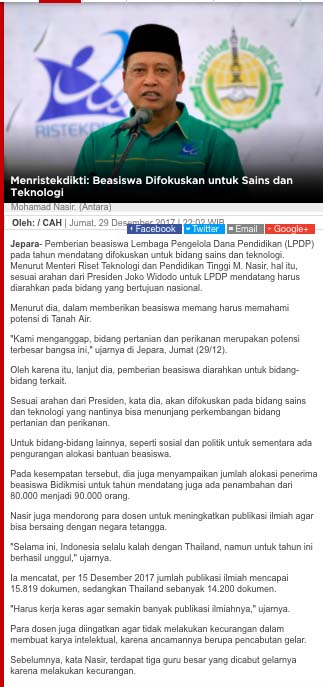 RISTEKDIKTI
Menristekdikti: Beasiswa Difokuskan untuk Sains dan
Teknologi
Mohamad Nasir. (Antara)
Oleh: / CAH | Jumat, 29 Desember 2017 | 22:02 WIB
Facebook Twitter Email Google+
Jepara- Pemberian beasiswa Lembaga Pengelola Dana Pendidikan (LPDP)
pada tahun mendatang difokuskan untuk bidang sains dan teknologi.
Menurut Menteri Riset Teknologi dan Pendidikan Tinggi M. Nasir, hal itu,
sesuai arahan dari Presiden Joko Widodo untuk LPDP mendatang harus
diarahkan pada bidang yang bertujuan nasional.
Menurut dia, dalam memberikan beasiswa memang harus memahami
potensi di Tanah Air.
"Kami menganggap, bidang pertanian dan perikanan merupakan potensi
terbesar bangsa ini," ujarnya di Jepara, Jumat (29/12).
Oleh karena itu, lanjut dia, pemberian beasiswa diarahkan untuk bidang-
bidang terkait.
Sesuai arahan dari Presiden, kata dia, akan difokuskan pada bidang sains
dan teknologi yang nantinya bisa menunjang perkembangan bidang
pertanian dan perikanan.
Untuk bidang-bidang lainnya, seperti sosial dan politik untuk sementara ada
pengurangan alokasi bantuan beasiswa.
Pada kesempatan tersebut, dia juga menyampaikan jumlah alokasi penerima
beasiswa Bidikmisi untuk tahun mendatang juga ada penambahan dari
80.000 menjadi 90.000 orang.
Nasir juga mendorong para dosen untuk meningkatkan publikasi ilmiah agar
bisa bersaing dengan negara tetangga.
"Selama ini, Indonesia selalu kalah dengan Thailand, namun untuk tahun ini
berhasil unggul," ujarnya.
Ia mencatat, per 15 Desember 2017 jumlah publikasi ilmiah mencapai
15.819 dokumen, sedangkan Thailand sebanyak 14.200 dokumen.
"Harus kerja keras agar semakin banyak publikasi ilmiahnya," ujarnya.
Para dosen juga diingatkan agar tidak melakukan kecurangan dalam
membuat karya intelektual, karena ancamannya berupa pencabutan gelar.
Sebelumnya, kata Nasir, terdapat tiga guru besar yang dicabut gelarnya
karena melakukan kecurangan.